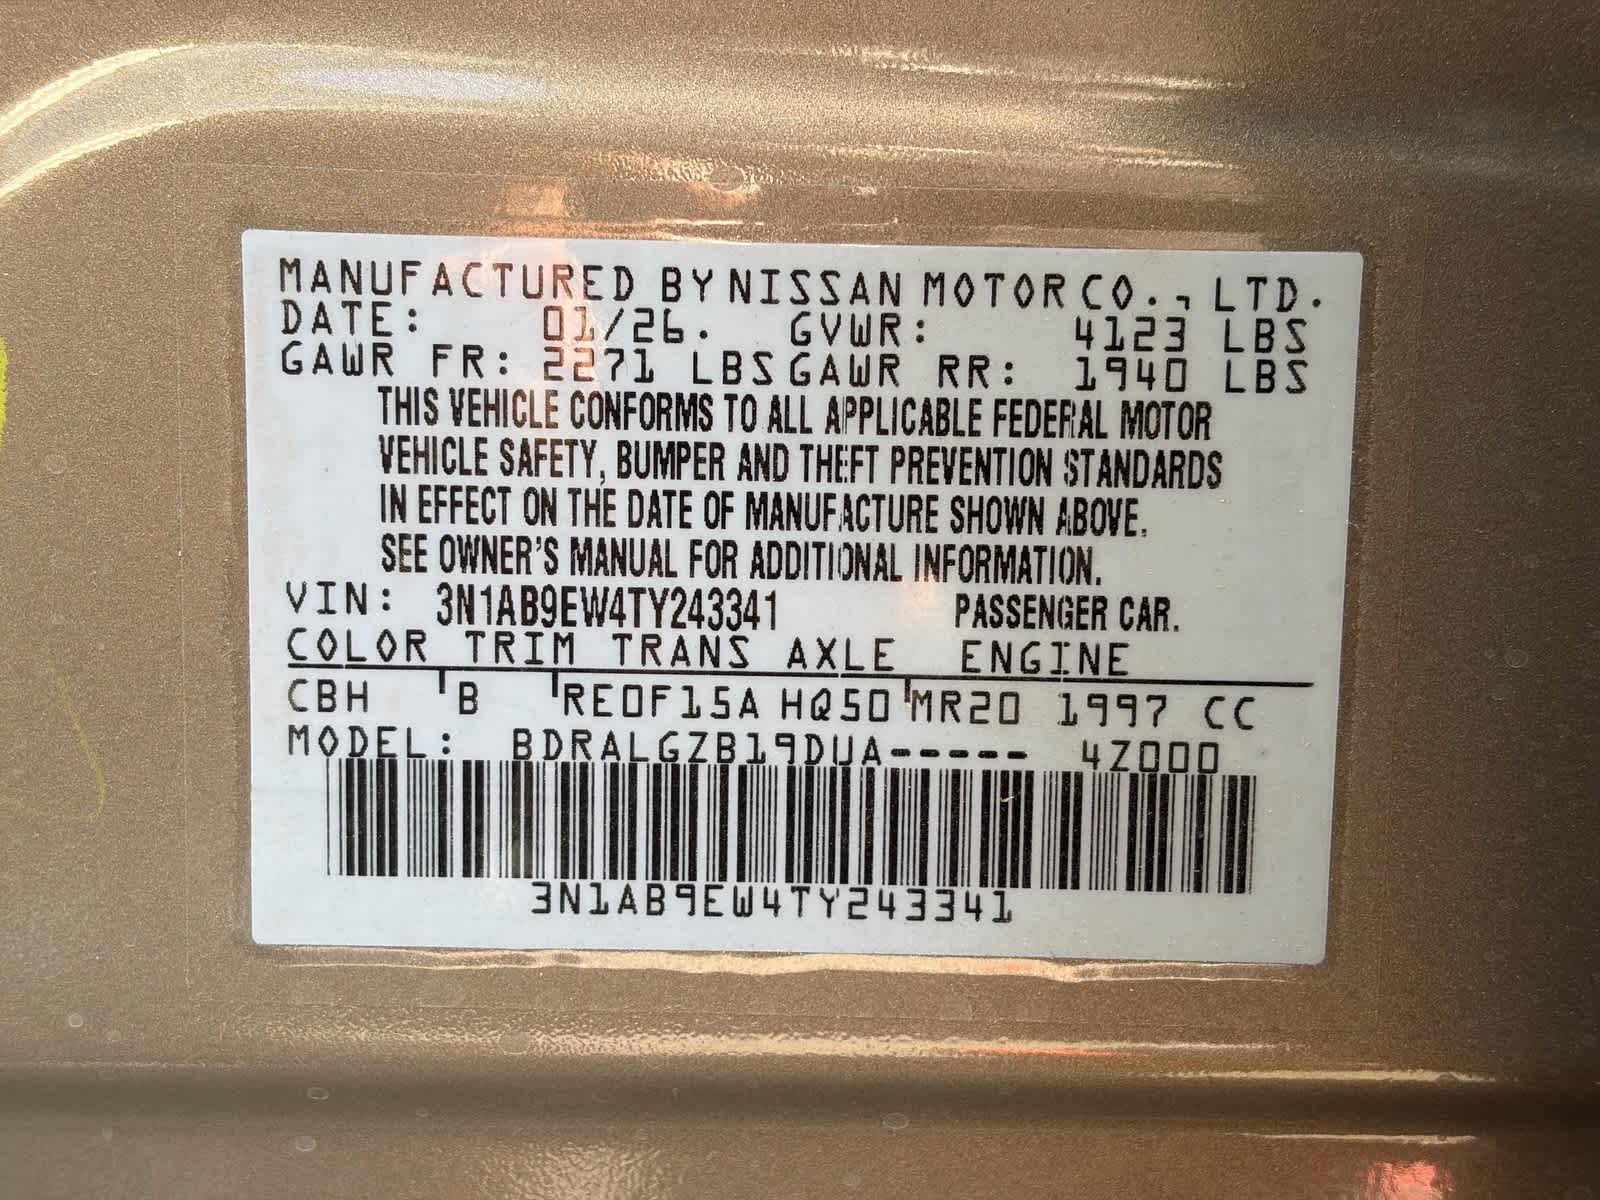 MANUFACTURED BY NISSAN MOTOR CO., LTD.
DATE: 01/26. GVWR: 4123 LBS
GAWR FR: 2271 LBS GAWR RR: 1940 LBS
THIS VEHICLE CONFORMS TO ALL APPLICABLE FEDERAL MOTOR
VEHICLE SAFETY, BUMPER AND THEFT PREVENTION STANDARDS
IN EFFECT ON THE DATE OF MANUFACTURE SHOWN ABOVE.
SEE OWNER'S MANUAL FOR ADDITIONAL INFORMATION.
VIN: 3N1AB9EW4TY243341 PASSENGER CAR.
COLOR TRIM TRANS AXLE ENGINE
CBH B RE0F15A HQ50 MR20 1997 CC
MODEL: BDRALGZB19DUA----- 4Z000
3N1AB9EW4TY243341